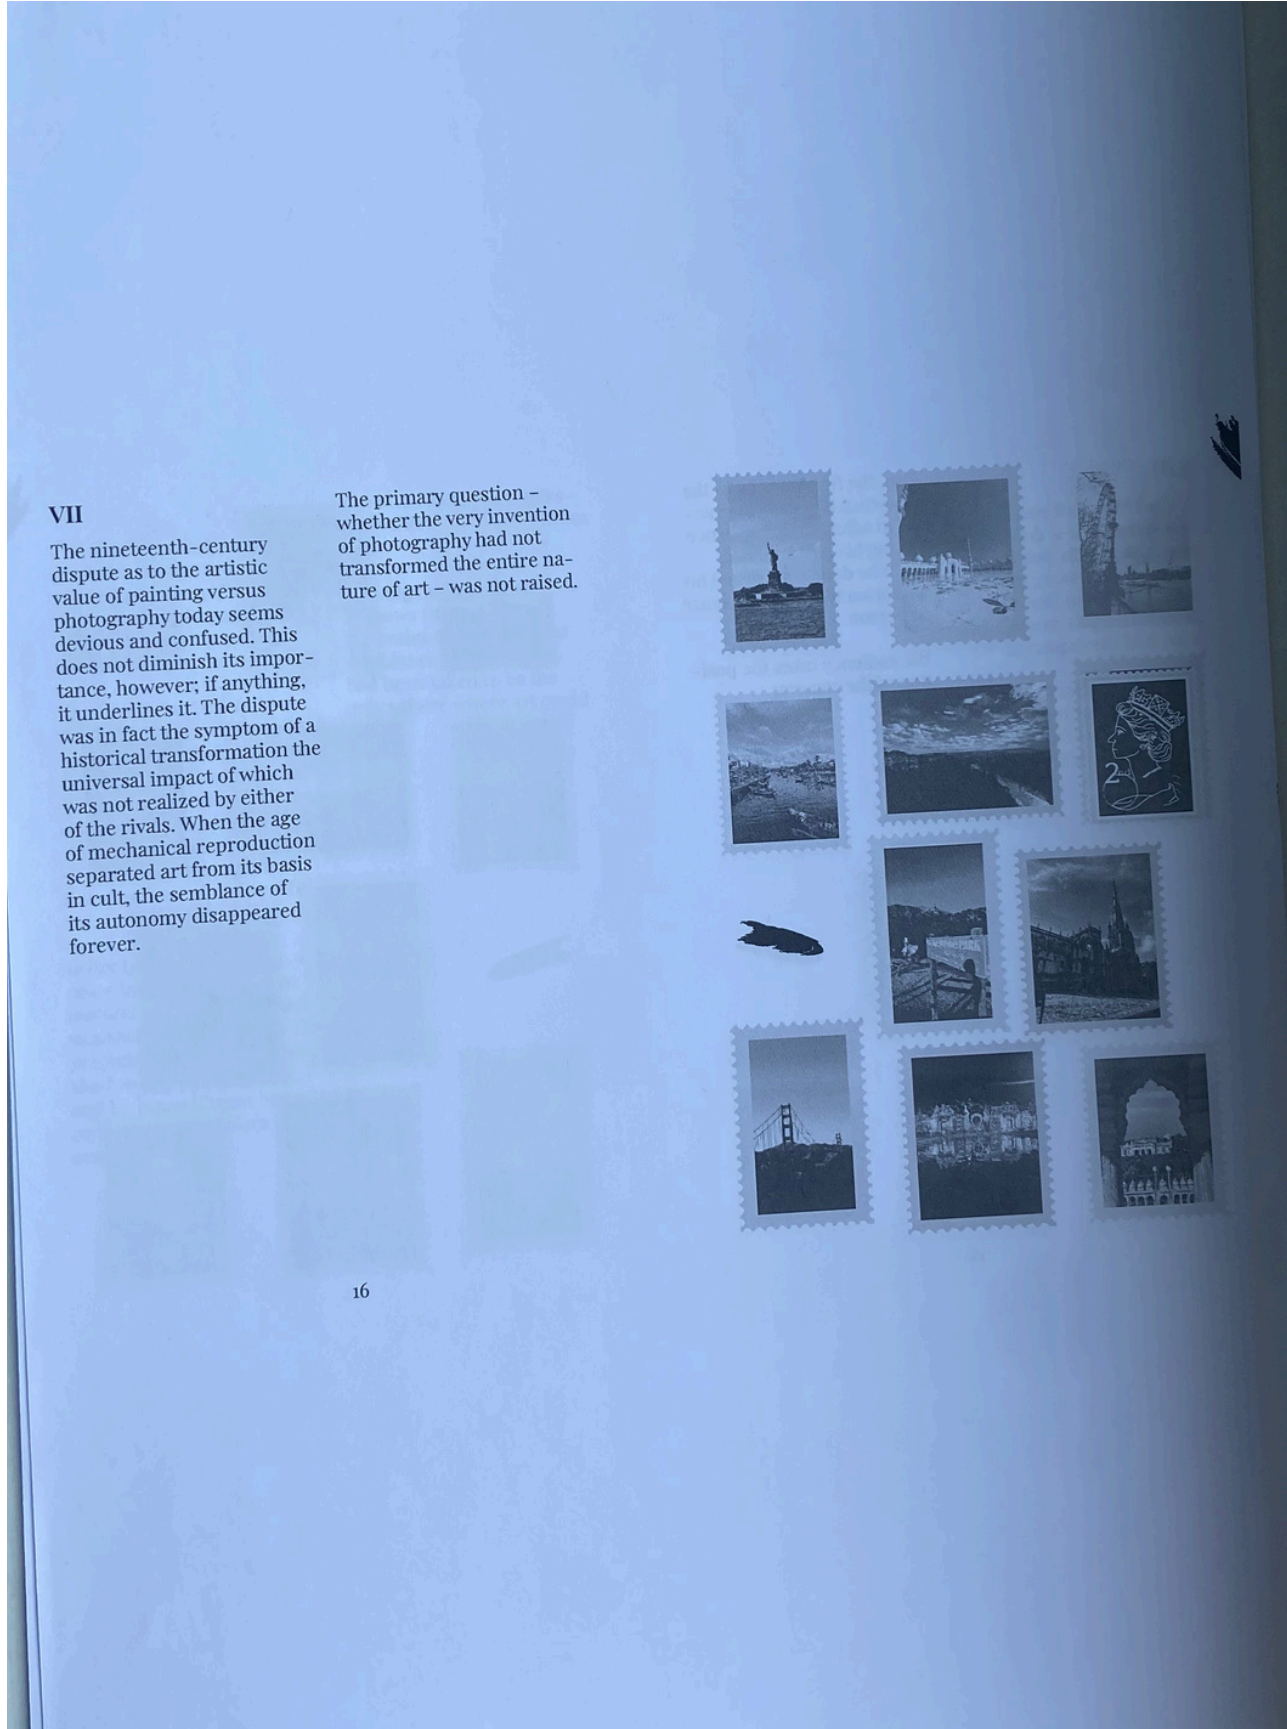 VII
The nineteenth-century
dispute as to the artistic
value of painting versus
photography today seems
devious and confused. This
does not diminish its impor-
tance, however; if anything,
it underlines it. The dispute
was in fact the symptom of a
historical transformation the
universal impact of which
was not realized by either
of the rivals. When the age
of mechanical reproduction
separated art from its basis
in cult, the semblance of
its autonomy disappeared
forever.
The primary question –
whether the very invention
of photography had not
transformed the entire na-
ture of art – was not raised.
2nd
PARK
16